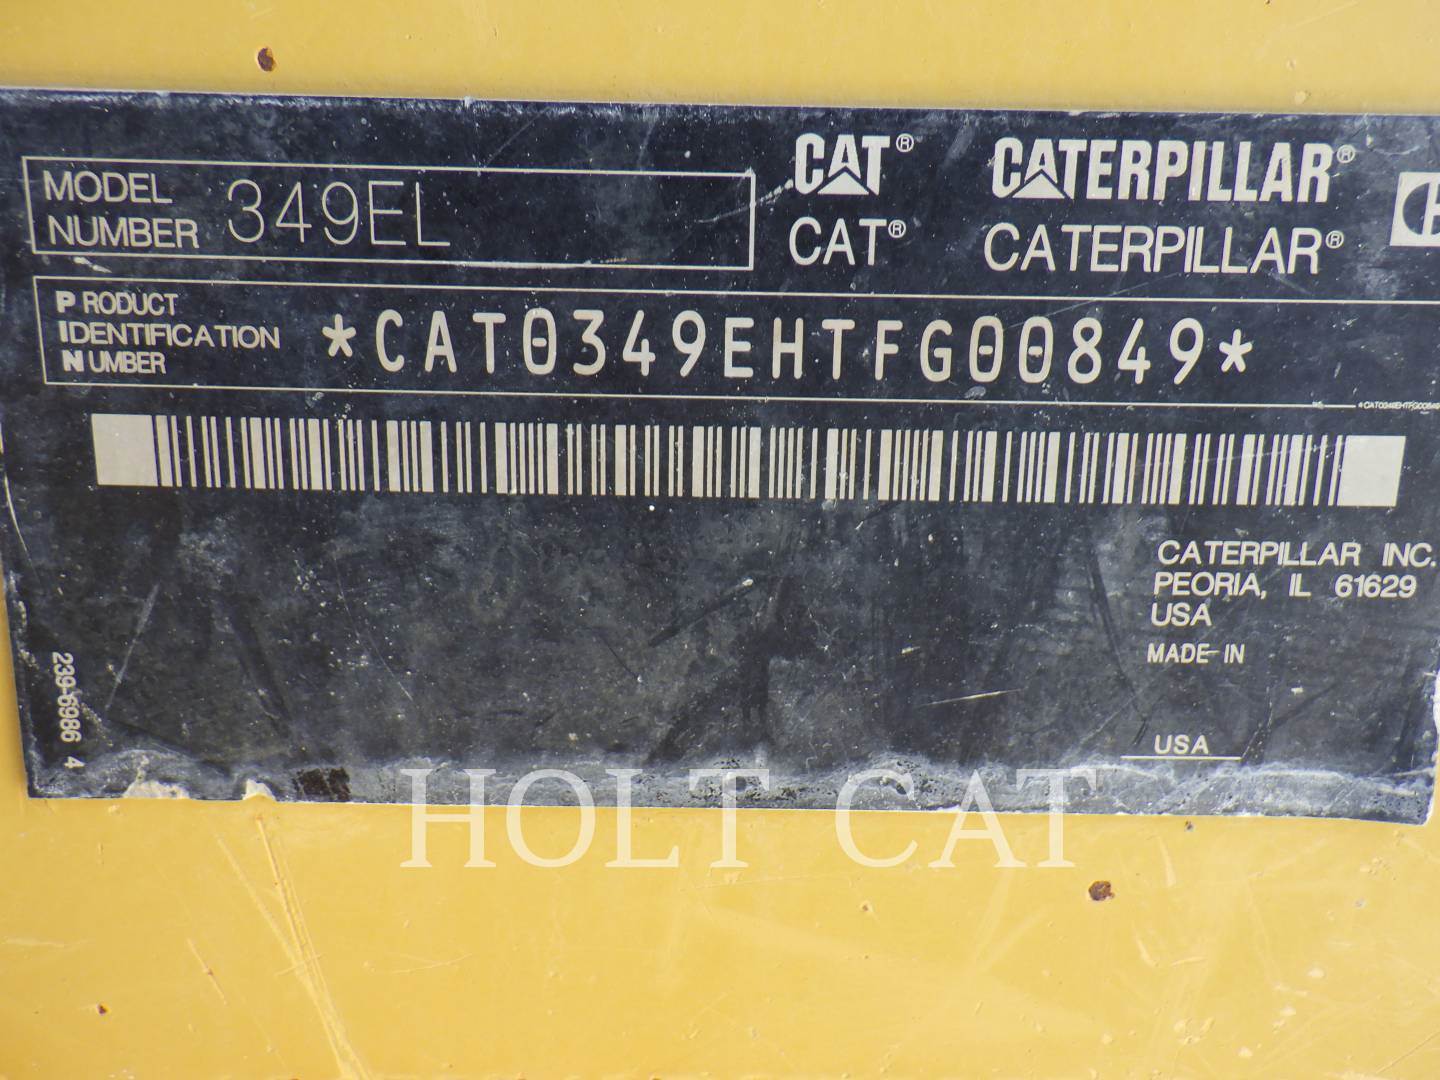 MODEL NUMBER 349EL
CAT® CATERPILLAR®
CAT® CATERPILLAR®
PRODUCT IDENTIFICATION NUMBER *CAT0349EHTFG00849*
*CAT0349EHTFG00849
CATERPILLAR INC.
PEORIA, IL 61629
USA
MADE IN
USA
239-6986 4
HOLT CAT